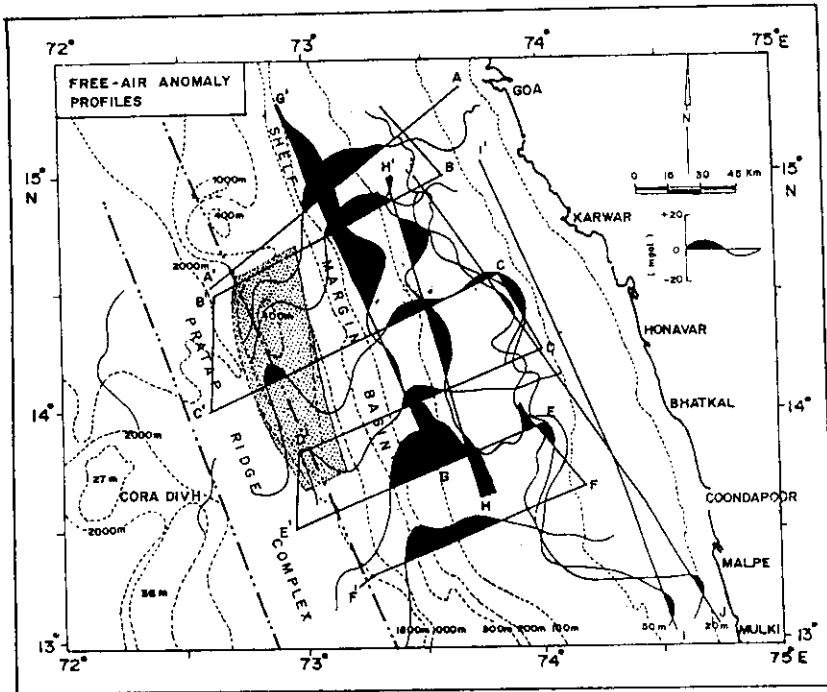 72°
73°
74°
75°E
FREE-AIR ANOMALY
PROFILES
A
GOA
G'
SHELF
N
H'
I'
B
15°
N
15°
N
0 15 30 45 Km
1000m
400m
KARWAR
+20
0
-20
(mgal)
2000m
A'
B'
C
MARGIN
HONAVAR
PRATAP
D
C'
14°
14°
BHATKAL
BASIN
E
D'
2000m
RIDGE
27m
CORA DIVH
G
F
COONDAPOOR
2000m
H
E'
COMPLEX
MALPE
36m
F'
J
1000m
200m
100m
50m
I
20m
MULKI
13°
13°
N
72°
73°
74°
75°E